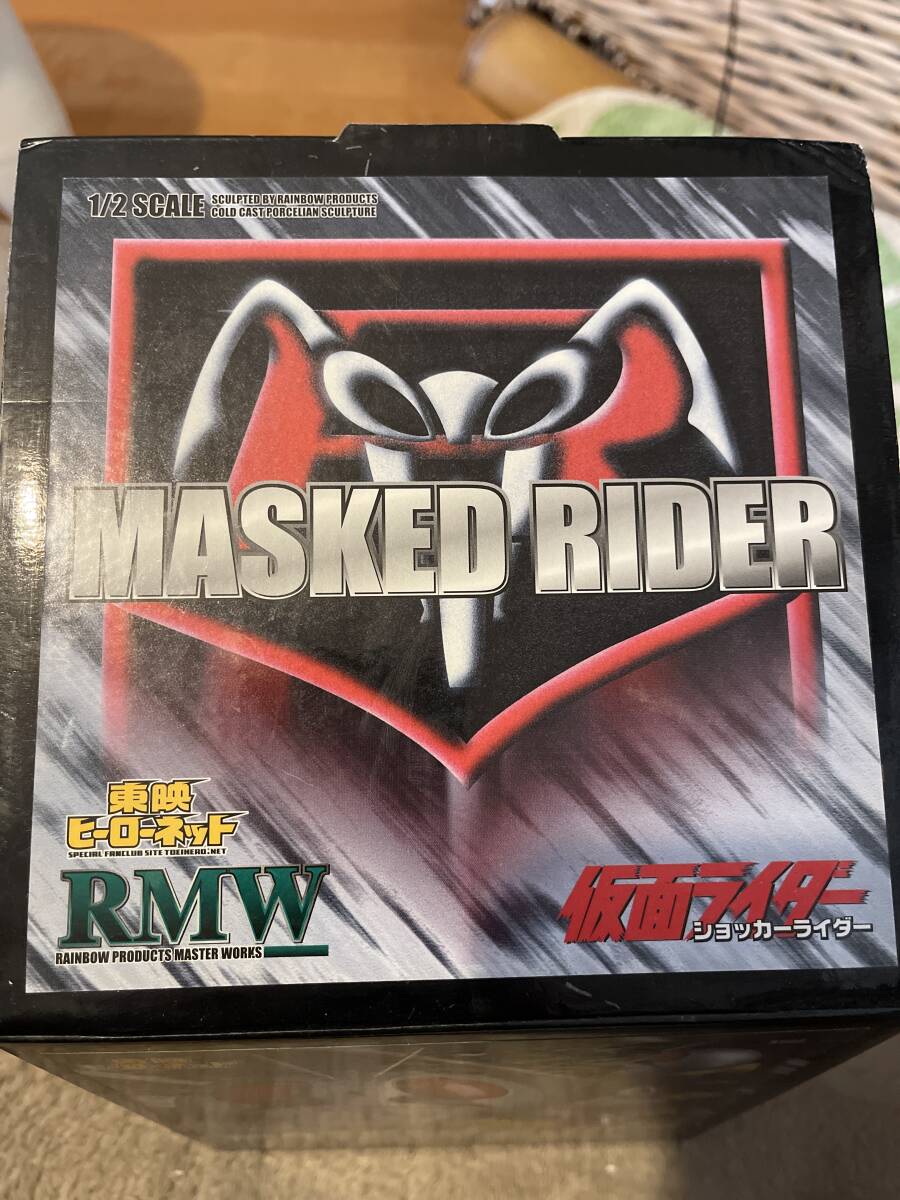 1/2 SCALE
SCULPTED BY RAINBOW PRODUCTS
COLD CAST PORCELIAN SCULPTURE
MASKED RIDER
東映
ヒーローネット
SPECIAL FANCLUB SITE TOEIHERO.NET
RMW
RAINBOW PRODUCTS MASTER WORKS
仮面ライダー
ショッカーライダー